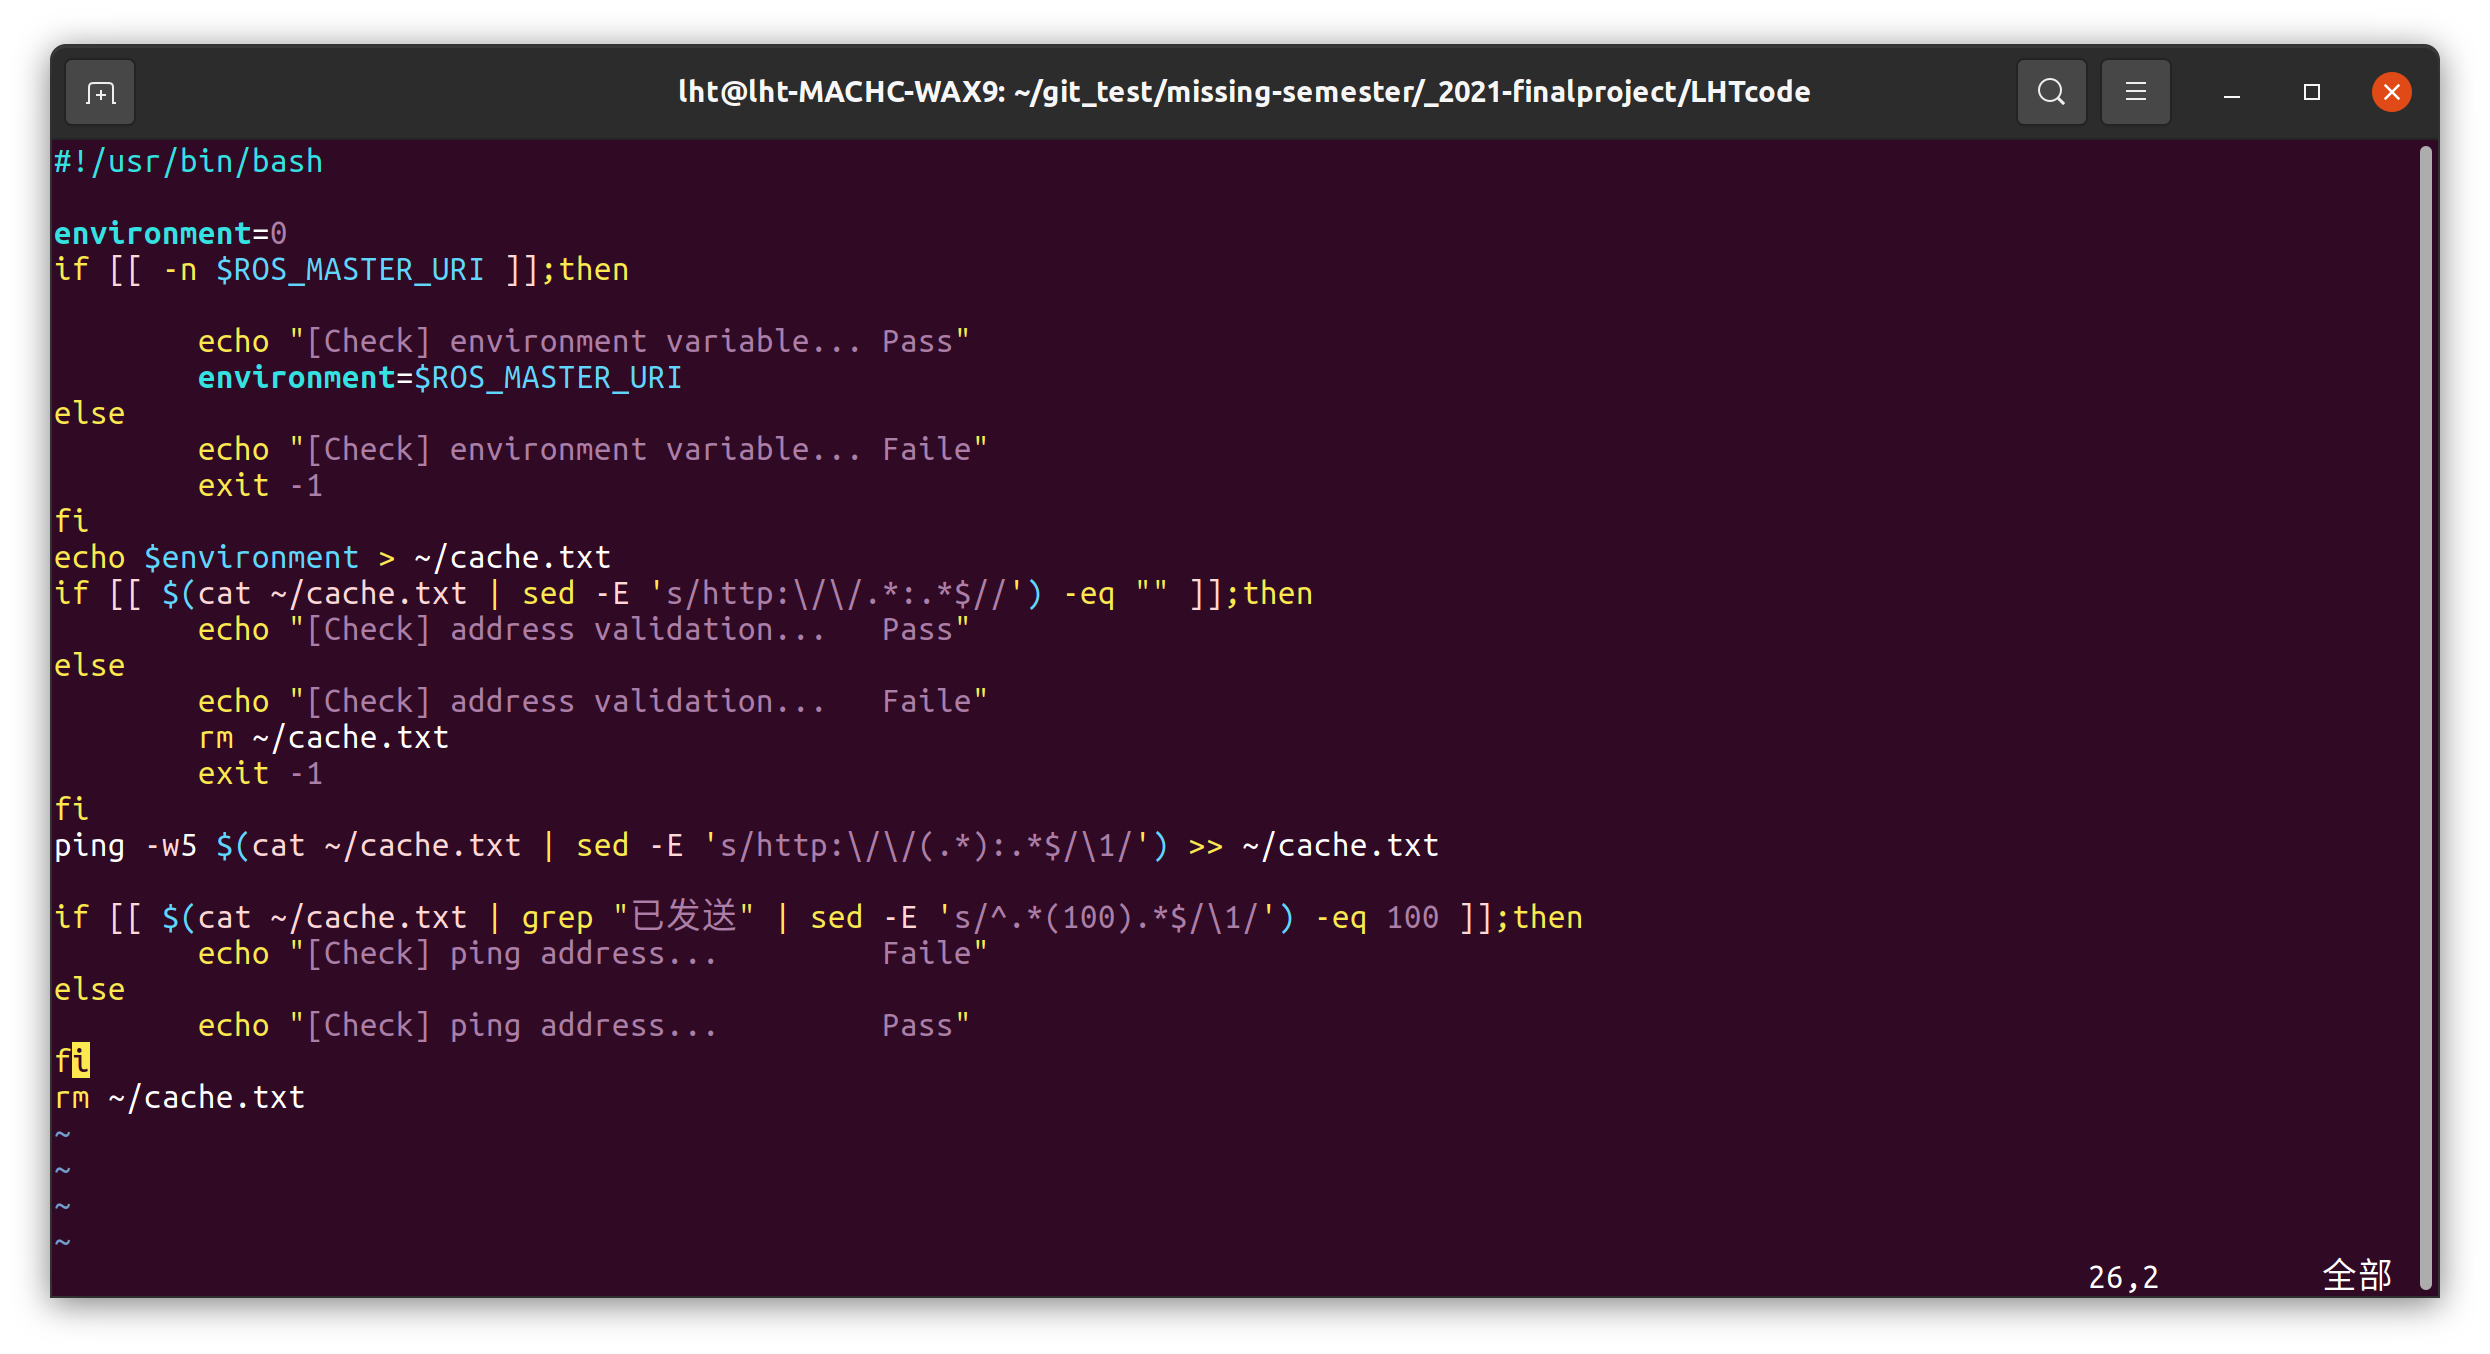 lht@lht-MACHC-WAX9: ~/git_test/missing-semester/_2021-finalproject/LHTcode
#!/usr/bin/bash
environment=0
if [[ -n $ROS_MASTER_URI ]];then
        echo "[Check] environment variable... Pass"
        environment=$ROS_MASTER_URI
else
        echo "[Check] environment variable... Faile"
        exit -1
fi
echo $environment > ~/cache.txt
if [[ $(cat ~/cache.txt | sed -E 's/http:\/\/.*:.*$//') -eq "" ]];then
        echo "[Check] address validation...   Pass"
else
        echo "[Check] address validation...   Faile"
        rm ~/cache.txt
        exit -1
fi
ping -w5 $(cat ~/cache.txt | sed -E 's/http:\/\/(.*):.*$/\1/') >> ~/cache.txt
if [[ $(cat ~/cache.txt | grep "已发送" | sed -E 's/^.*(100).*$/\1/') -eq 100 ]];then
        echo "[Check] ping address...         Faile"
else
        echo "[Check] ping address...         Pass"
fi
rm ~/cache.txt
~
~
~
~
26,2 全部